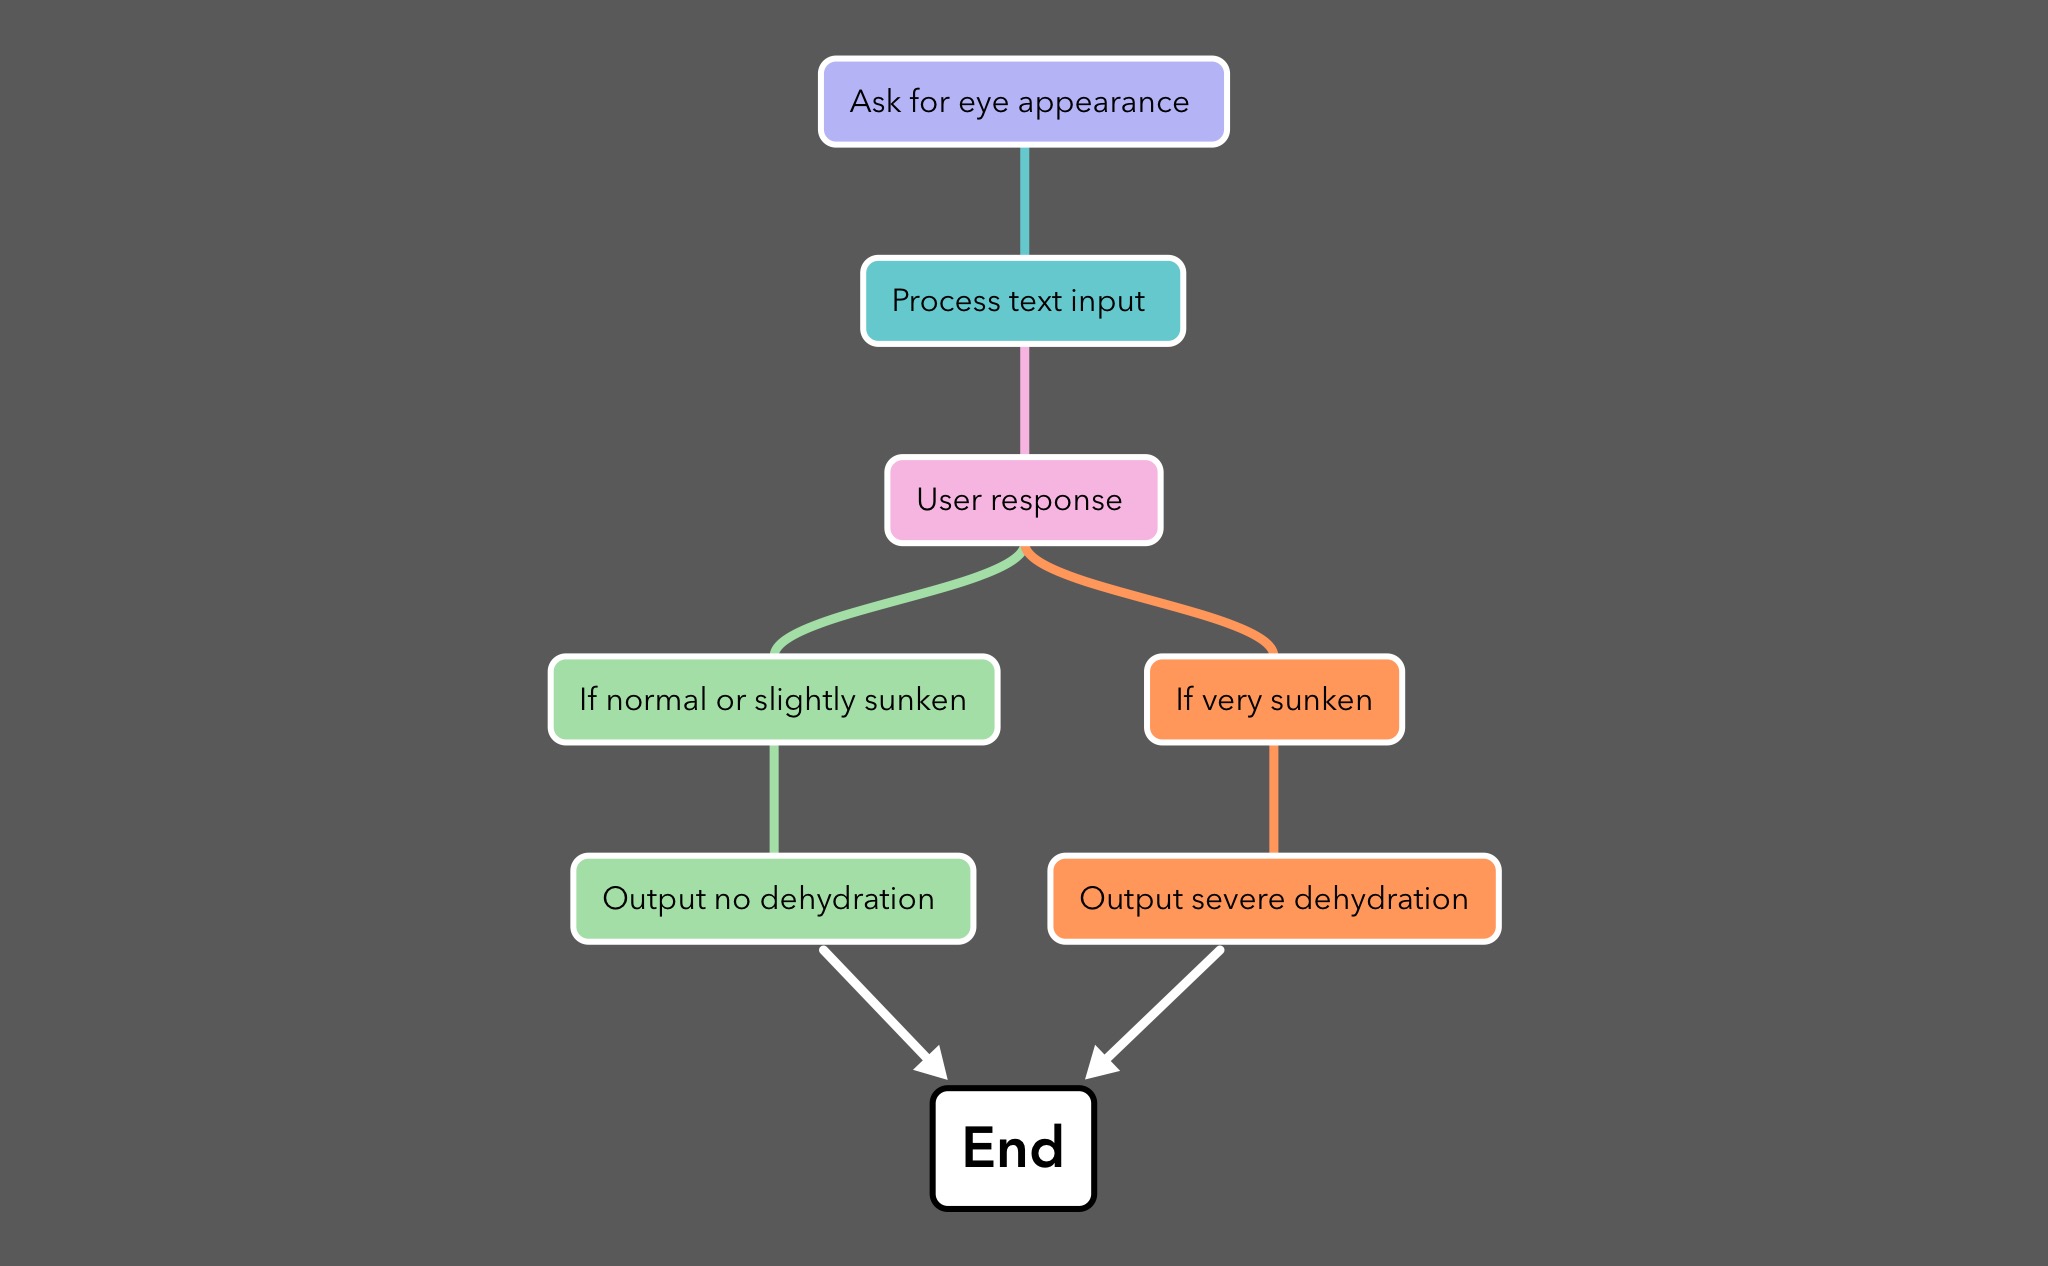 Ask for eye appearance
Process text input
User response
If normal or slightly sunken
If very sunken
Output no dehydration
Output severe dehydration
End